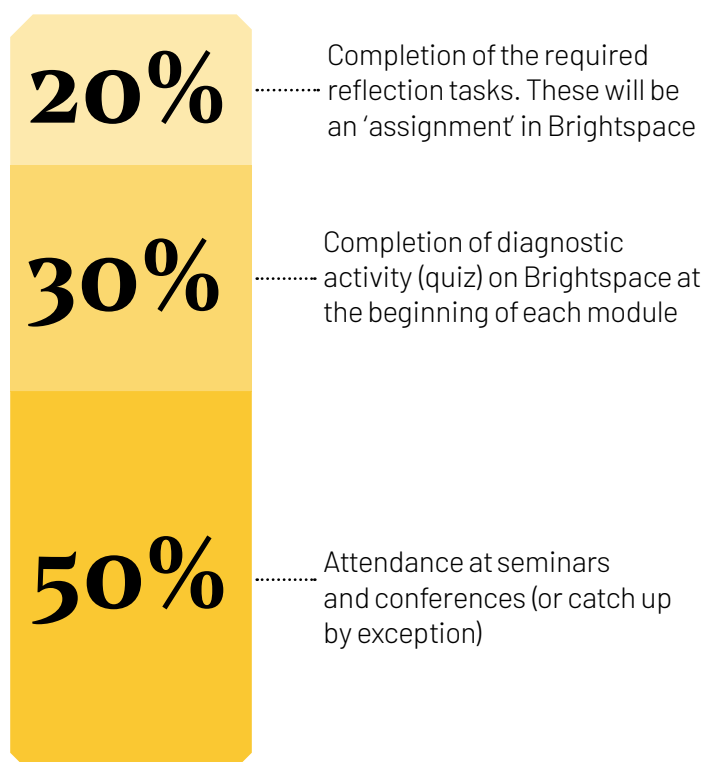 20%
Completion of the required
reflection tasks. These will be
an ‘assignment’ in Brightspace
30%
Completion of diagnostic
activity (quiz) on Brightspace at
the beginning of each module
50%
Attendance at seminars
and conferences (or catch up
by exception)